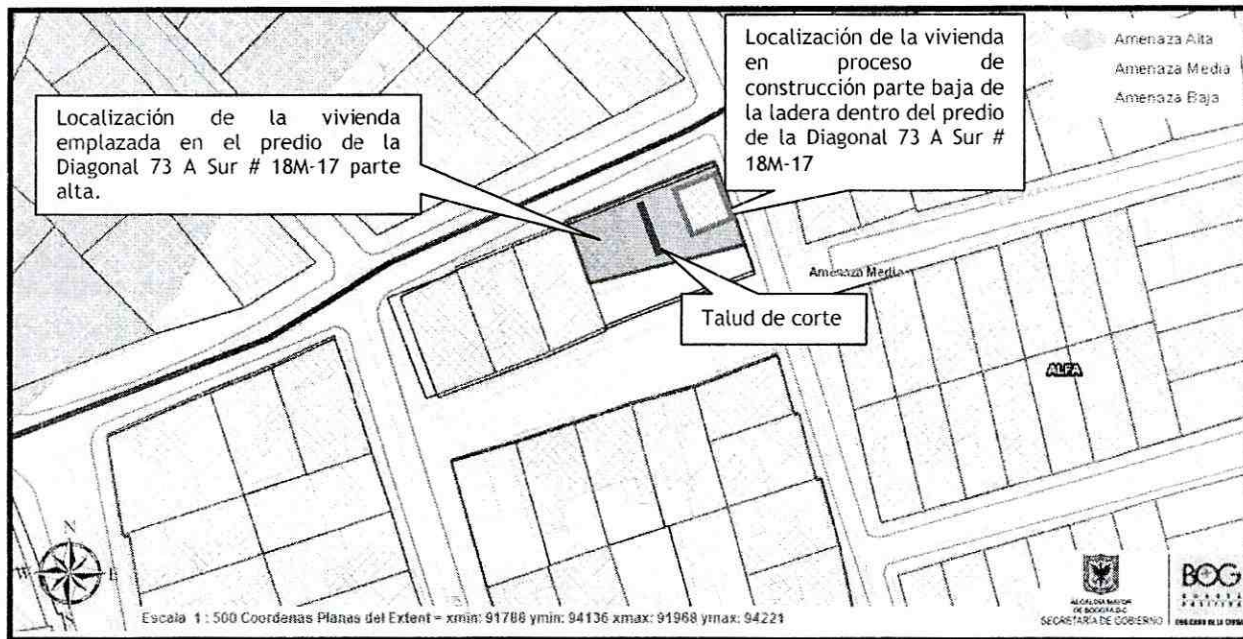 Localización de la vivienda
emplazada en el predio de la
Diagonal 73 A Sur # 18M-17 parte
alta.
Localización de la vivienda
en proceso de
construcción parte baja de
la ladera dentro del predio
de la Diagonal 73 A Sur #
18M-17
Amenaza Alta
Amenaza Media
Amenaza Baja
Amenaza Media
Talud de corte
ALFA
N
W
E
Escala 1 : 500 Coordenas Planas del Extent = xmin: 91788 ymin: 94136 xmax: 91968 ymax: 94221
ALCALDIA MAYOR
DE BOGOTA D.C.
SECRETARÍA DE GOBIERNO
BOG